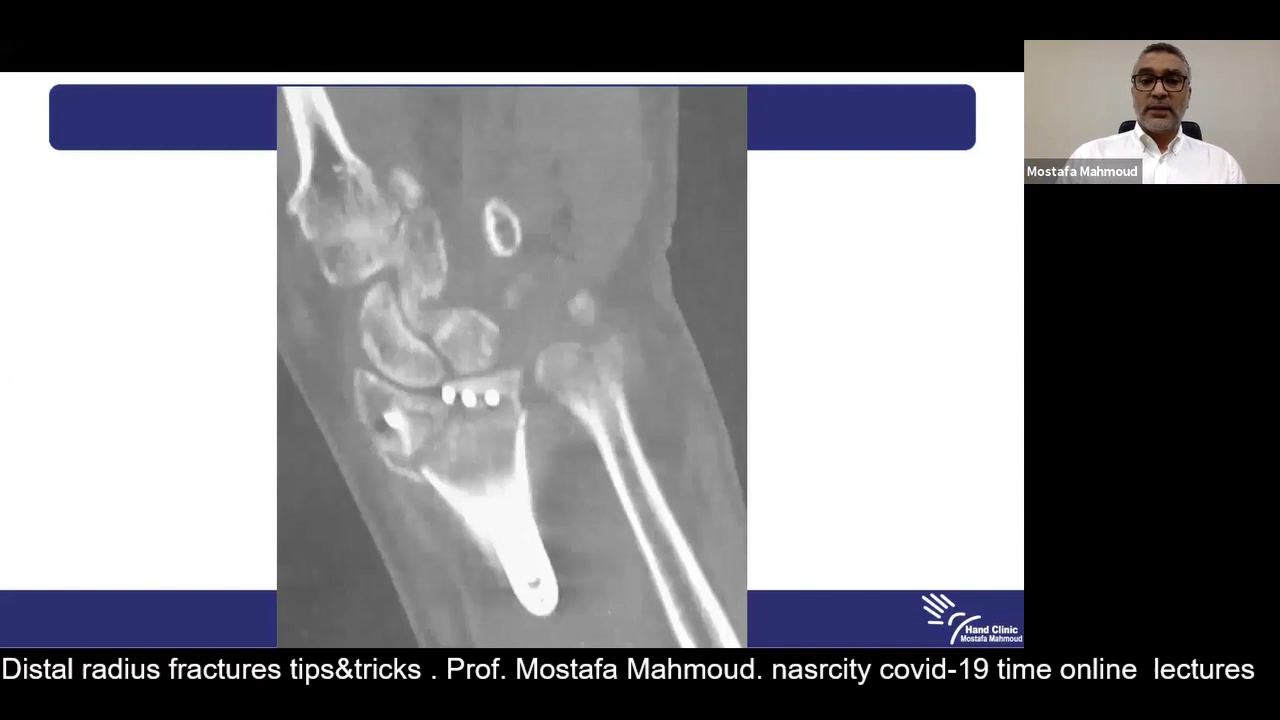 Mostafa Mahmoud
Hand Clinic
Mostafa Mahmoud
Distal radius fractures tips&tricks . Prof. Mostafa Mahmoud. nasrcity covid-19 time online  lectures